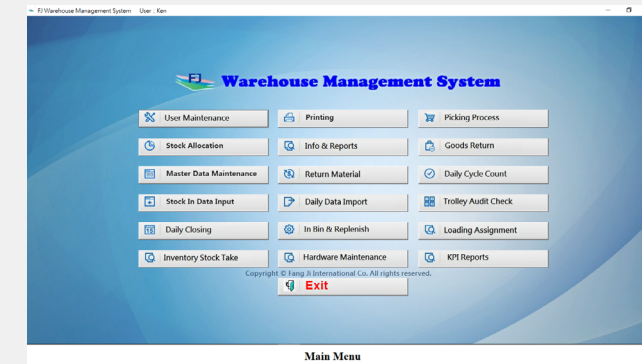 FJ Warehouse Management System User : Ken
FJ Warehouse Management System
User Maintenance Printing Picking Process
Stock Allocation Info & Reports Goods Return
Master Data Maintenance Return Material Daily Cycle Count
Stock In Data Input Daily Data Import Trolley Audit Check
Daily Closing In Bin & Replenish Loading Assignment
Inventory Stock Take Hardware Maintenance KPI Reports
Copyright © Fang Ji International Co. All rights reserved.
Exit
Main Menu